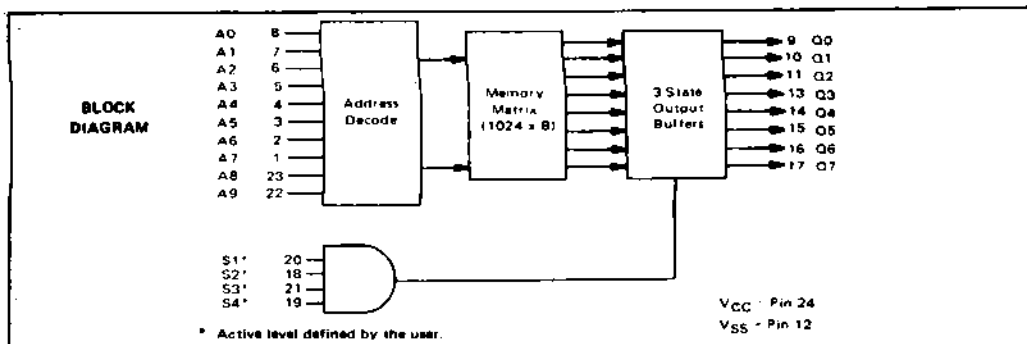 BLOCK
DIAGRAM
A0 8
A1 7
A2 6
A3 5
A4 4
A5 3
A6 2
A7 1
A8 23
A9 22
Address
Decode
Memory
Matrix
(1024 x 8)
3 State
Output
Buffers
9 Q0
10 Q1
11 Q2
13 Q3
14 Q4
15 Q5
16 Q6
17 Q7
S1* 20
S2* 18
S3* 21
S4* 19
* Active level defined by the user.
VCC - Pin 24
VSS - Pin 12